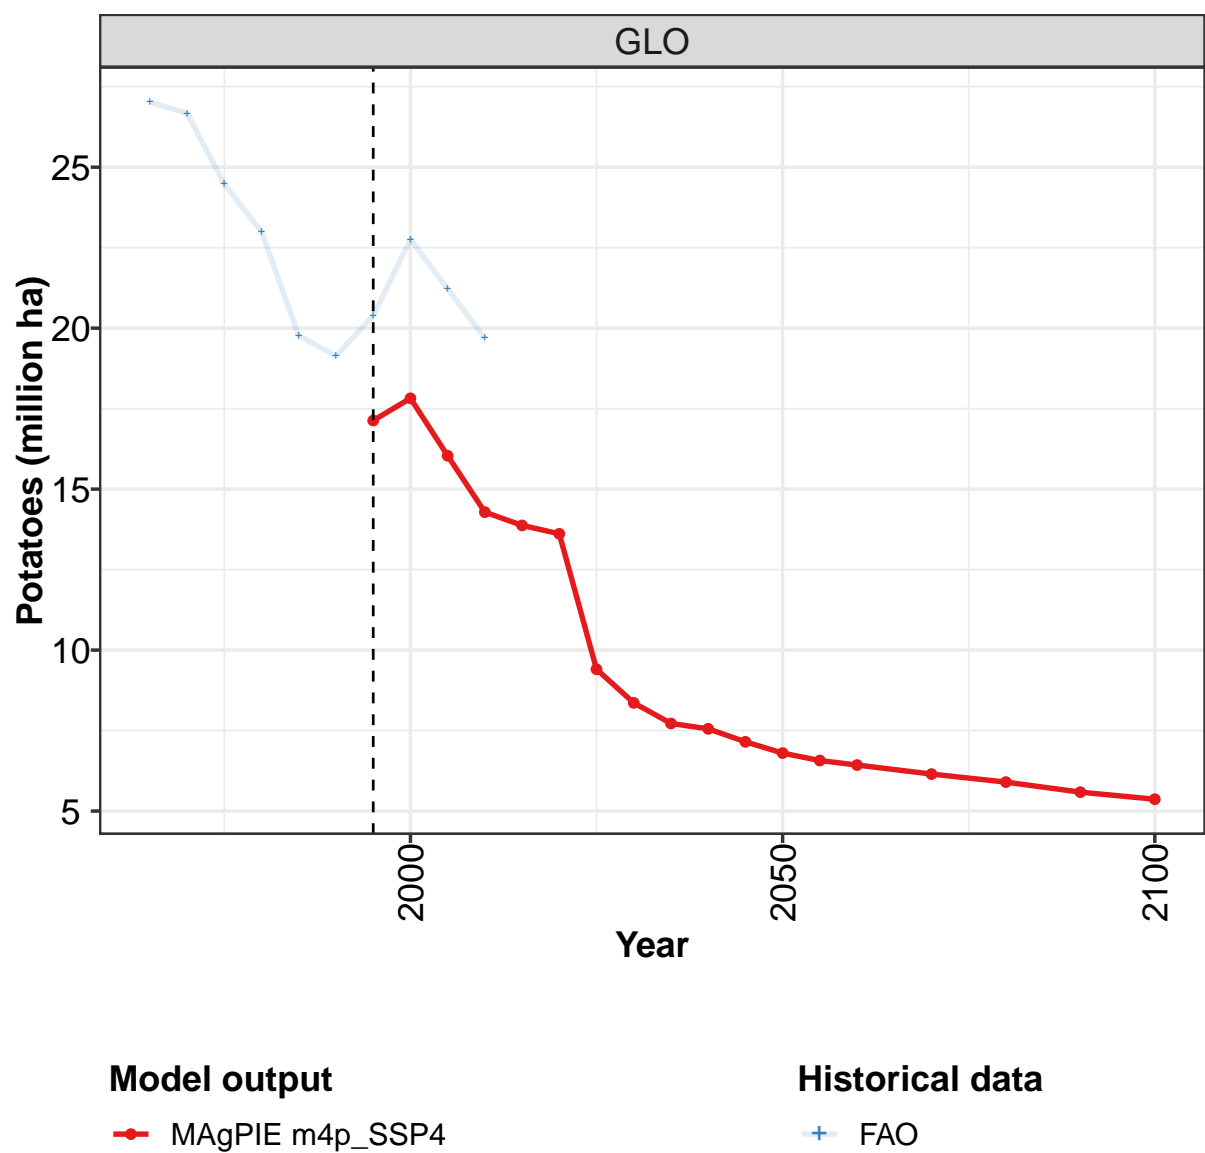 GLO
Potatoes (million ha)
25
20
15
10
5
2000
2050
2100
Year
Model output
Historical data
MAgPIE m4p_SSP4
FAO